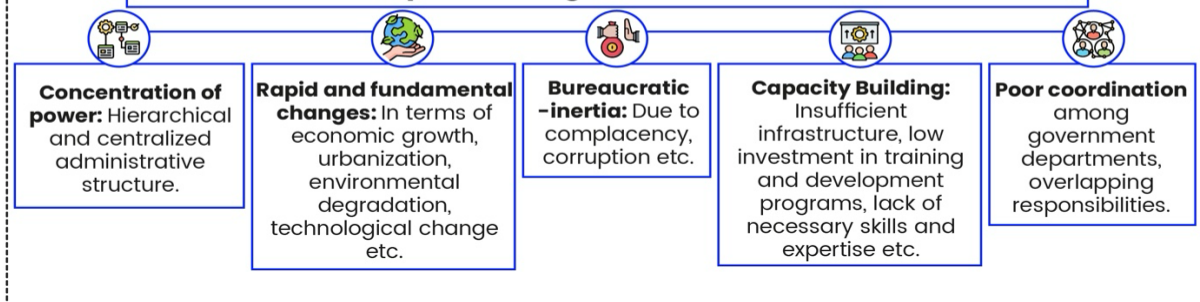 Concentration of
power: Hierarchical
and centralized
administrative
structure.
Rapid and fundamental
changes: In terms of
economic growth,
urbanization,
environmental
degradation,
technological change
etc.
Bureaucratic
-inertia: Due to
complacency,
corruption etc.
Capacity Building:
Insufficient
infrastructure, low
investment in training
and development
programs, lack of
necessary skills and
expertise etc.
Poor coordination
among
government
departments,
overlapping
responsibilities.